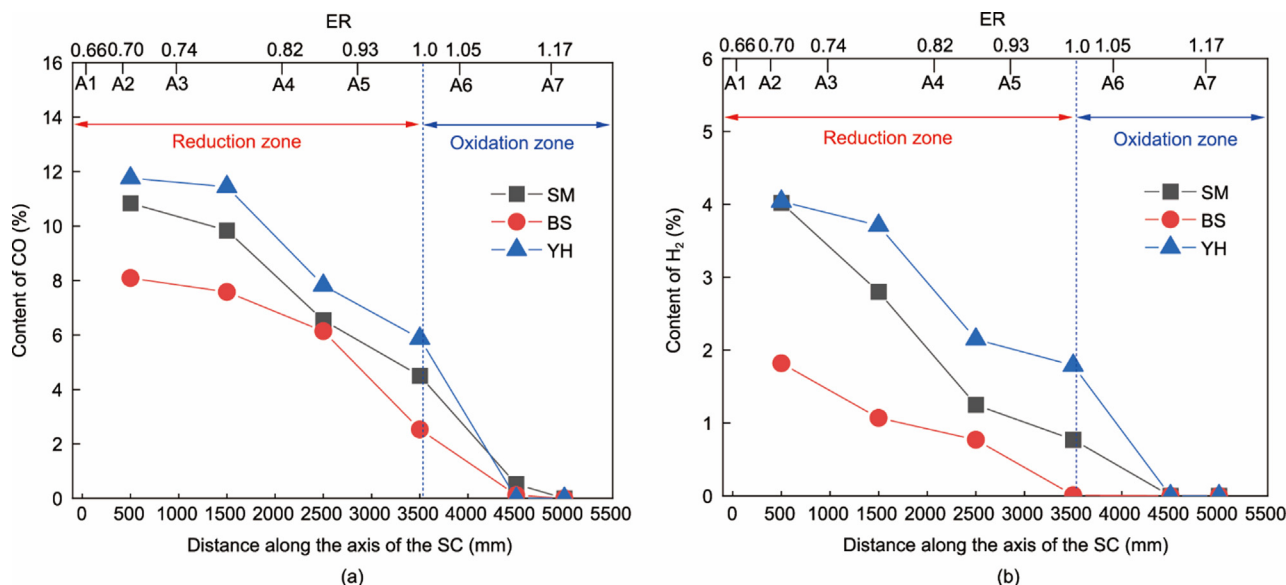 ER
0.66 0.70 0.74 0.82 0.93 1.0 1.05 1.17
16
A1 A2 A3 A4 A5 A6 A7
14
Reduction zone Oxidation zone
12
SM
10
BS
8
YH
6
4
2
0
Content of CO (%)
0 500 1000 1500 2000 2500 3000 3500 4000 4500 5000 5500
Distance along the axis of the SC (mm)
(a)
ER
0.66 0.70 0.74 0.82 0.93 1.0 1.05 1.17
6
A1 A2 A3 A4 A5 A6 A7
5
Reduction zone Oxidation zone
4
SM
BS
YH
3
2
1
0
Content of H₂ (%)
0 500 1000 1500 2000 2500 3000 3500 4000 4500 5000 5500
Distance along the axis of the SC (mm)
(b)